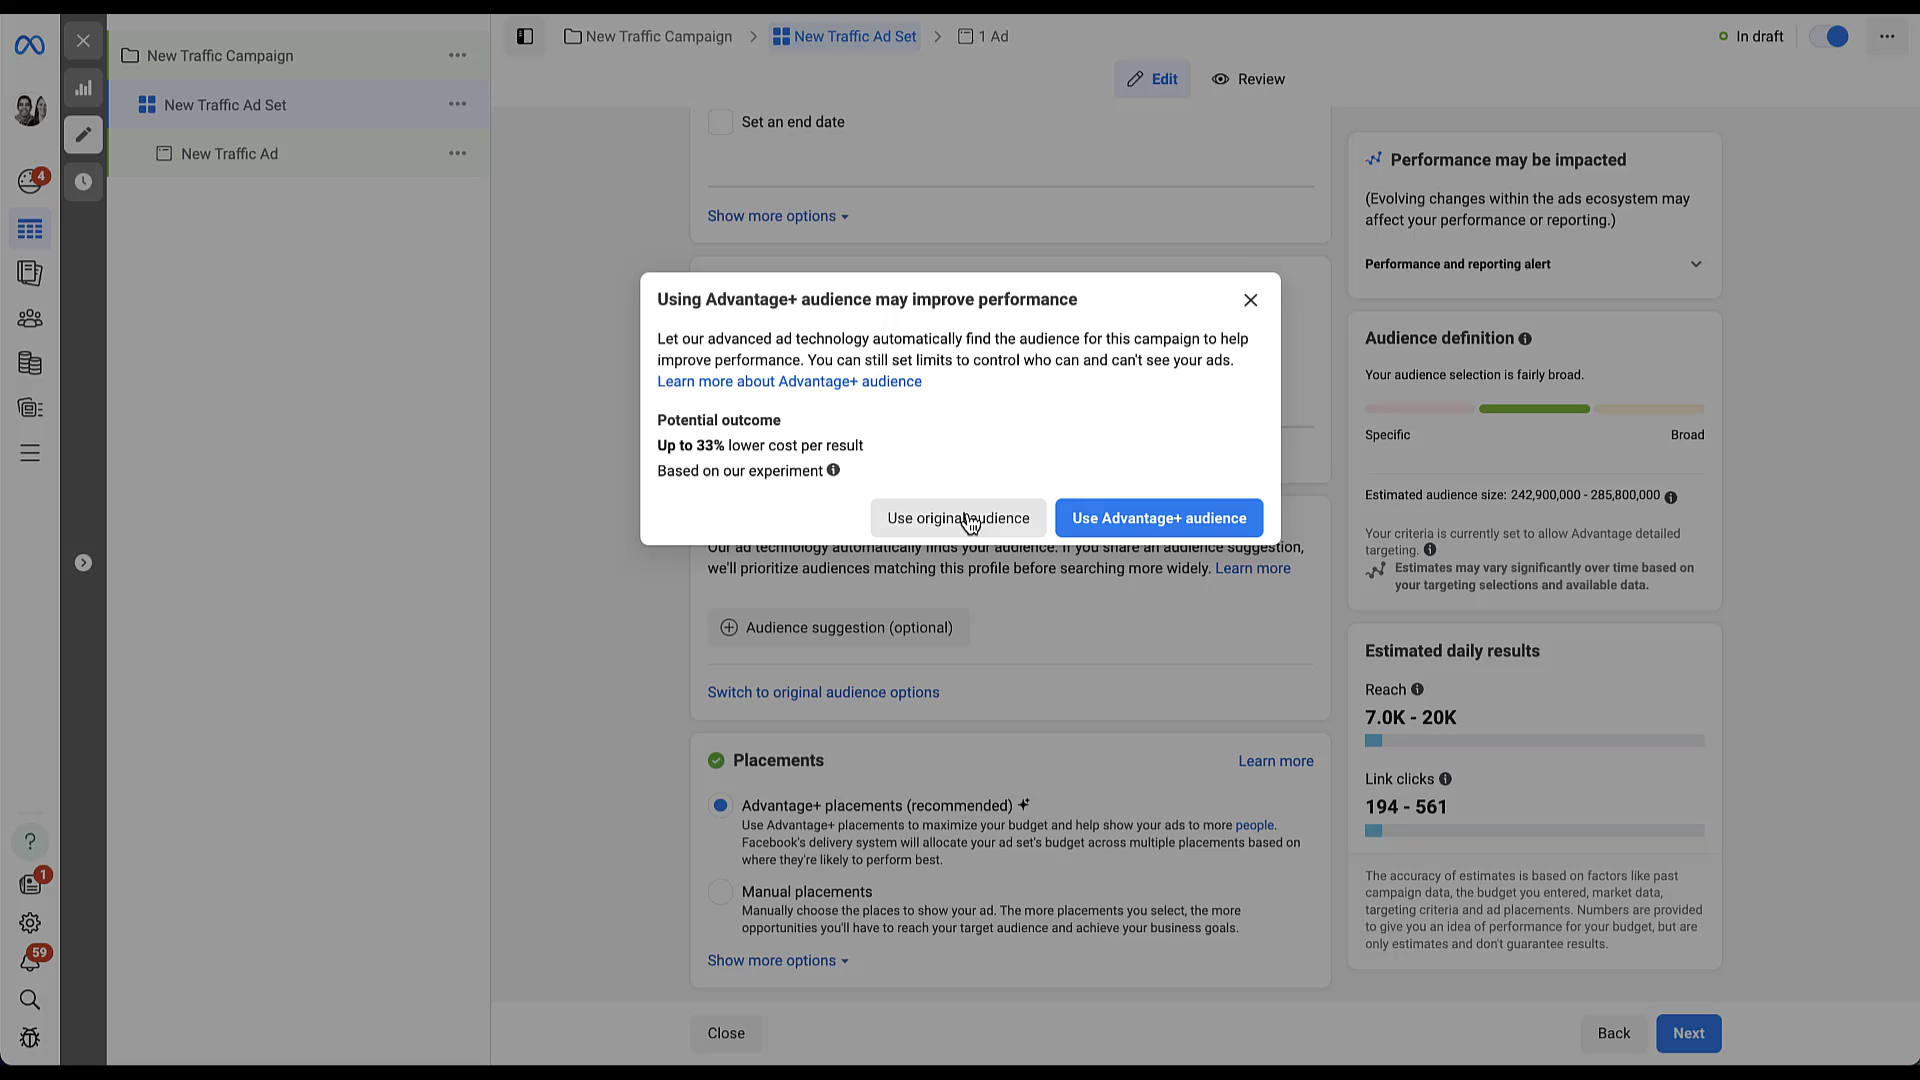 New Traffic Campaign
New Traffic Ad Set
New Traffic Ad
4
1
59
New Traffic Campaign > New Traffic Ad Set > 1 Ad
In draft
Edit
Review
Set an end date
Show more options
Using Advantage+ audience may improve performance
Let our advanced ad technology automatically find the audience for this campaign to help
improve performance. You can still set limits to control who can and can't see your ads.
Learn more about Advantage+ audience
Potential outcome
Up to 33% lower cost per result
Based on our experiment
Use original audience
Use Advantage+ audience
Our ad technology automatically finds your audience. If you share an audience suggestion,
we'll prioritize audiences matching this profile before searching more widely. Learn more
Audience suggestion (optional)
Switch to original audience options
Placements
Learn more
Advantage+ placements (recommended)
Use Advantage+ placements to maximize your budget and help show your ads to more people.
Facebook's delivery system will allocate your ad set's budget across multiple placements based on
where they're likely to perform best.
Manual placements
Manually choose the places to show your ad. The more placements you select, the more
opportunities you'll have to reach your target audience and achieve your business goals.
Show more options
Performance may be impacted
(Evolving changes within the ads ecosystem may
affect your performance or reporting.)
Performance and reporting alert
Audience definition
Your audience selection is fairly broad.
Specific
Broad
Estimated audience size: 242,900,000 - 285,800,000
Your criteria is currently set to allow Advantage detailed
targeting.
Estimates may vary significantly over time based on
your targeting selections and available data.
Estimated daily results
Reach
7.0K - 20K
Link clicks
194 - 561
The accuracy of estimates is based on factors like past
campaign data, the budget you entered, market data,
targeting criteria and ad placements. Numbers are provided
to give you an idea of performance for your budget, but are
only estimates and don't guarantee results.
Close
Back
Next